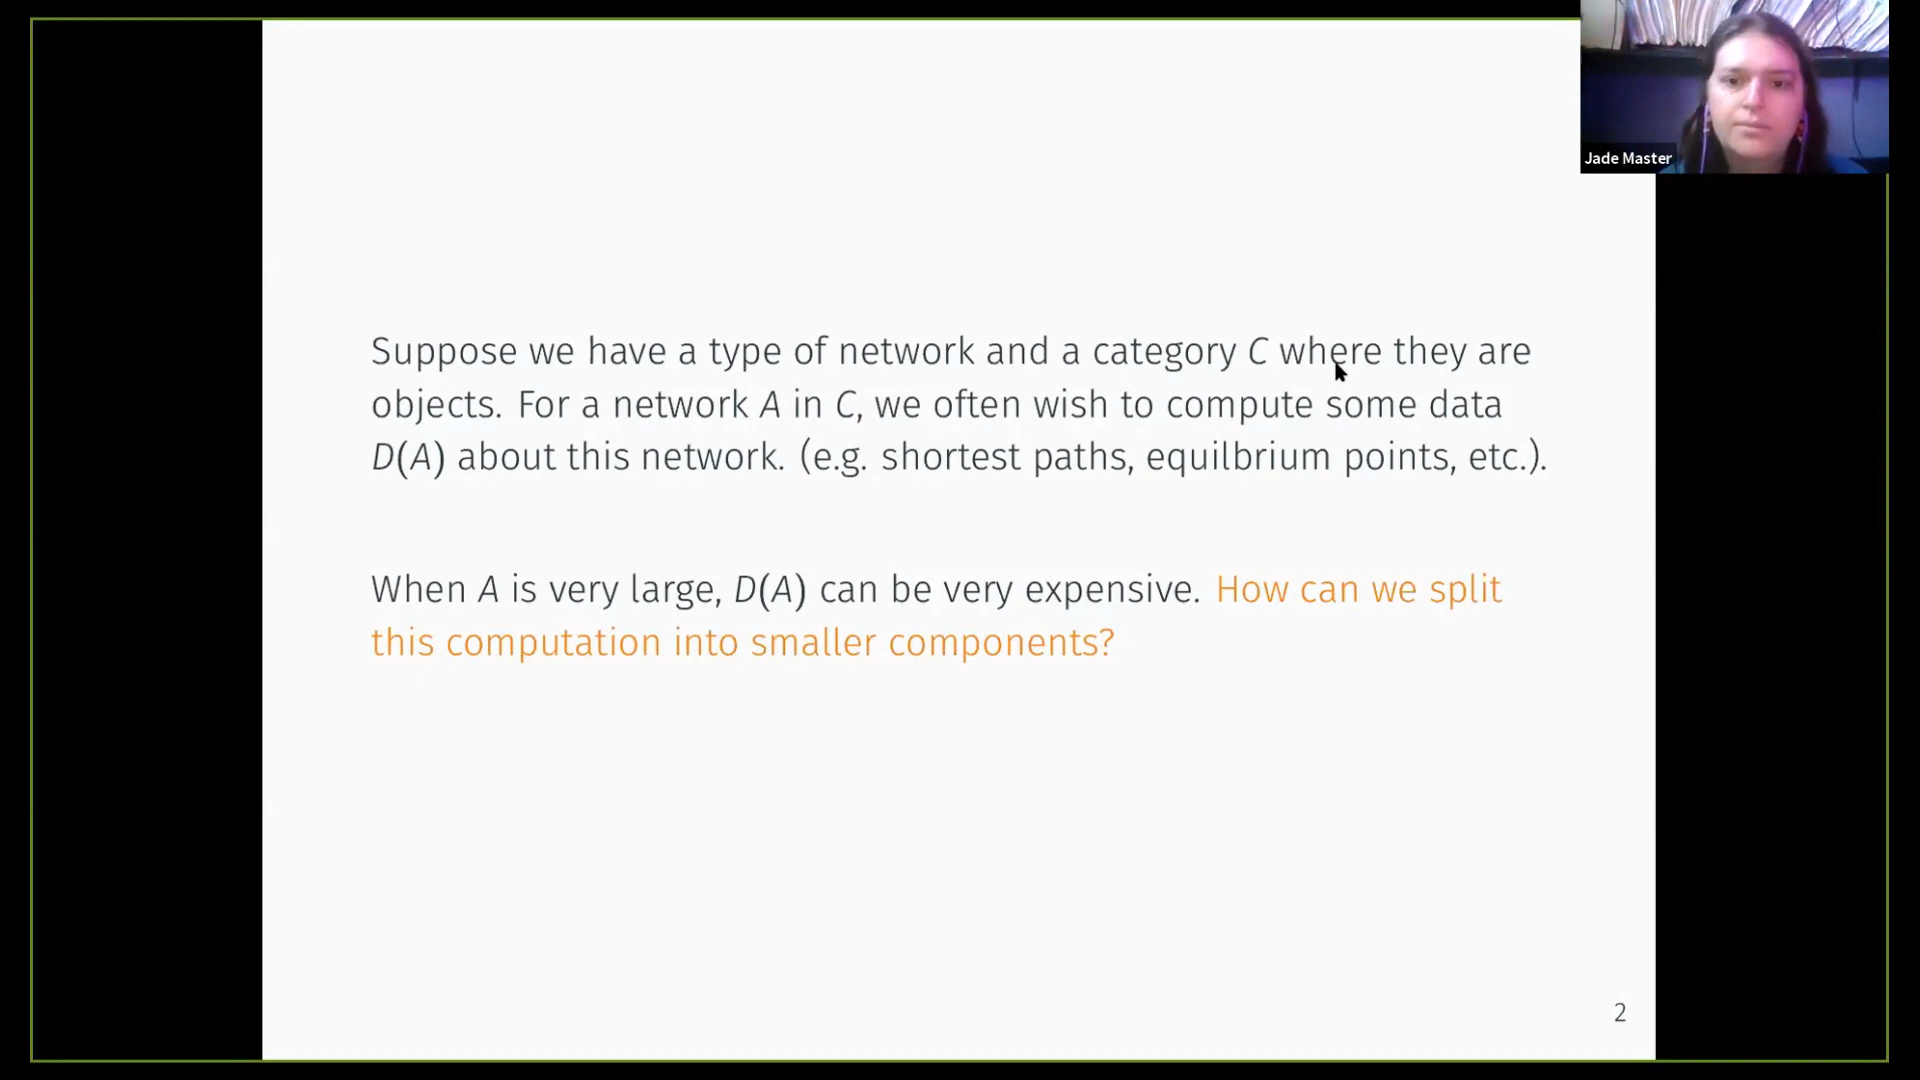 Jade Master
Suppose we have a type of network and a category C where they are
objects. For a network A in C, we often wish to compute some data
D(A) about this network. (e.g. shortest paths, equilbrium points, etc.).
When A is very large, D(A) can be very expensive. How can we split
this computation into smaller components?
2